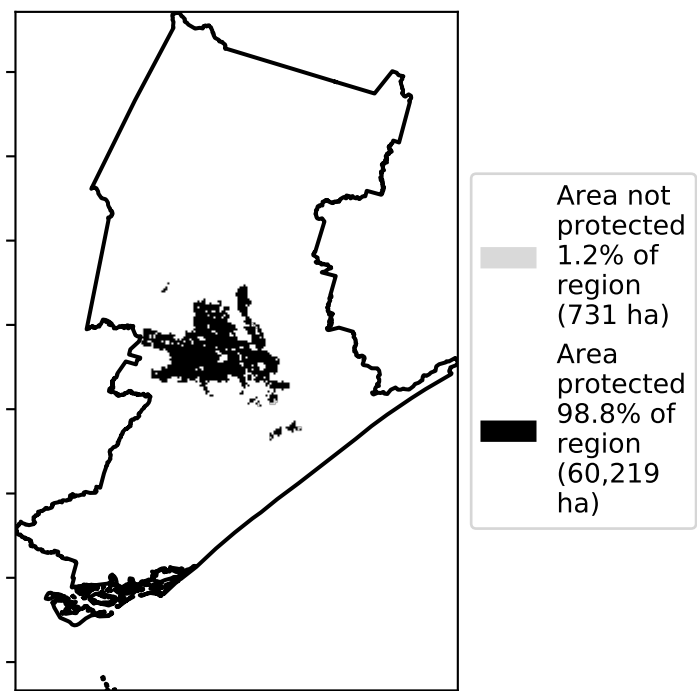 Area not
protected
1.2% of
region
(731 ha)
Area
protected
98.8% of
region
(60,219
ha)